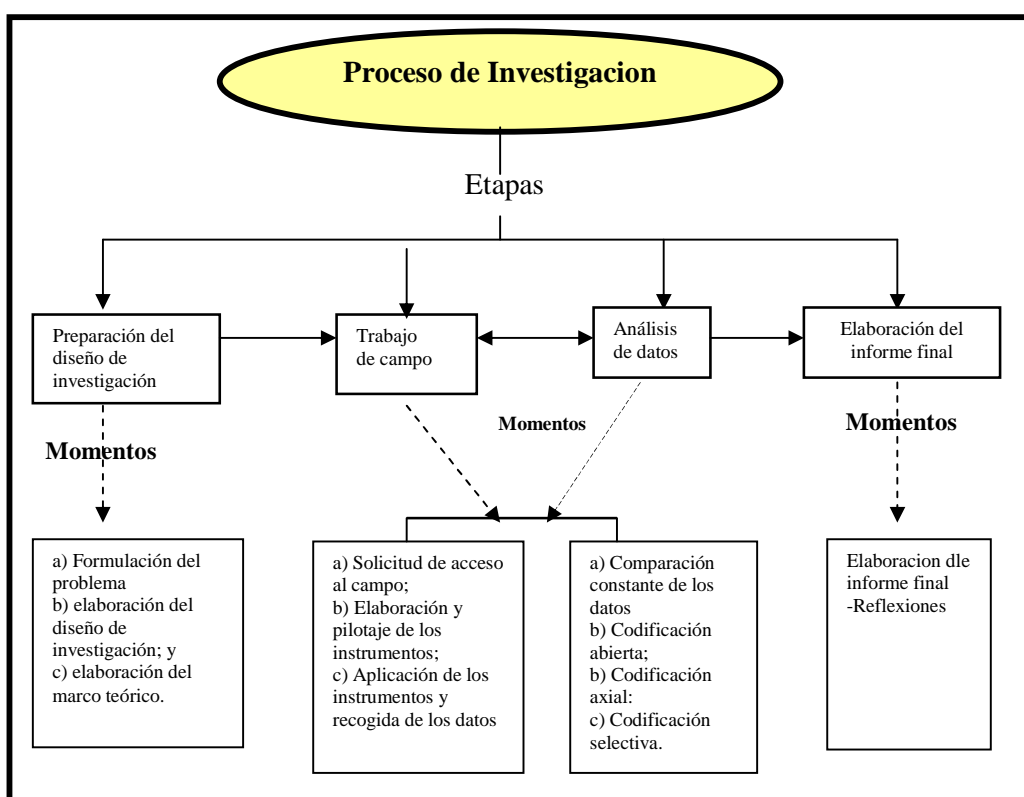 Proceso de Investigacion
Etapas
Preparación del
diseño de
investigación
Trabajo
de campo
Análisis
de datos
Elaboración del
informe final
Momentos
Momentos
Momentos
a) Formulación del
problema
b) elaboración del
diseño de
investigación; y
c) elaboración del
marco teórico.
a) Solicitud de acceso
al campo;
b) Elaboración y
pilotaje de los
instrumentos;
c) Aplicación de los
instrumentos y
recogida de los datos
a) Comparación
constante de los
datos
b) Codificación
abierta;
b) Codificación
axial:
c) Codificación
selectiva.
Elaboracion dle
informe final
-Reflexiones